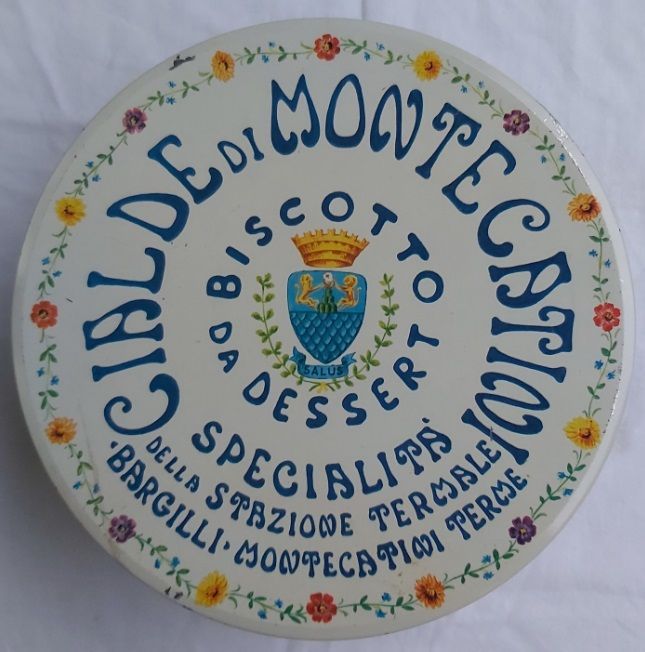 CIALDE DI MONTECATINI
BISCOTTO
DA DESSERT
SALUS
SPECIALITÀ
DELLA STAZIONE TERMALE
·BARGILLI·MONTECATINI TERME